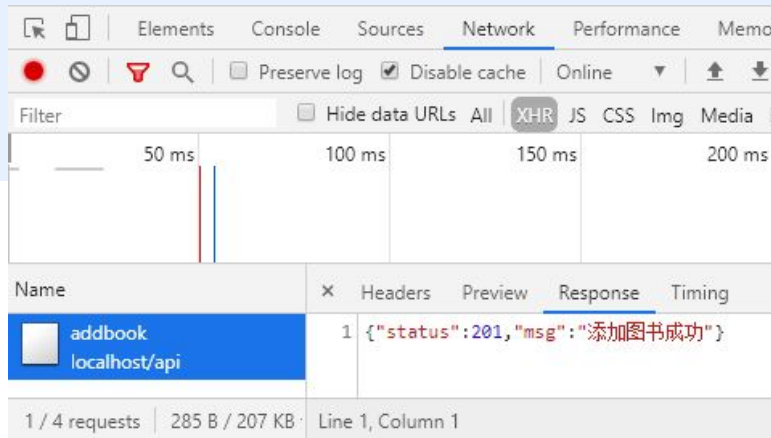 Elements Console Sources Network Performance Memo
Preserve log Disable cache Online
Filter Hide data URLs All XHR JS CSS Img Media
50 ms 100 ms 150 ms 200 ms
Name × Headers Preview Response Timing
addbook 1 {"status":201,"msg":"添加图书成功"}
localhost/api
1 / 4 requests 285 B / 207 KB Line 1, Column 1